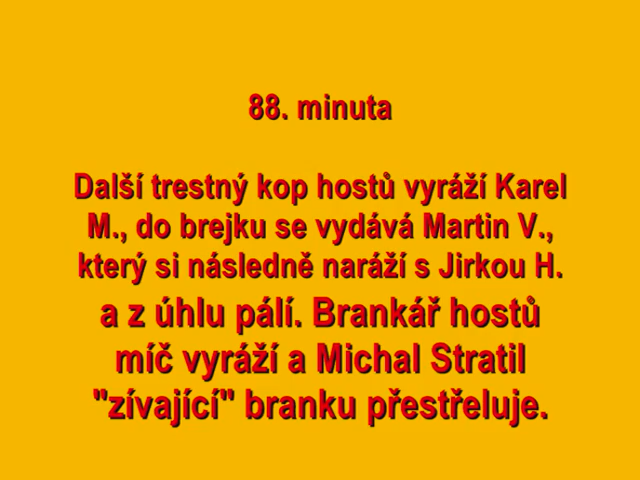 88. minuta
Další trestný kop hostů vyráží Karel
M., do brejku se vydává Martin V.,
který si následně naráží s Jirkou H.
a z úhlu pálí. Brankář hostů
míč vyráží a Michal Stratil
"zívající" branku přestřeluje.